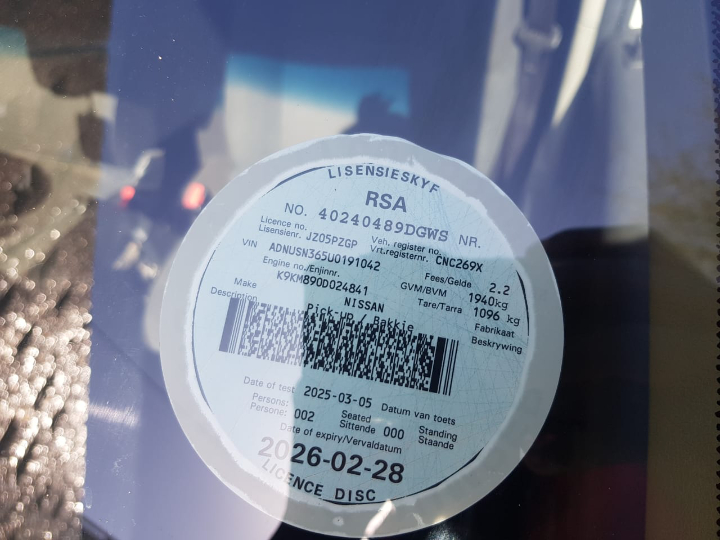 LISENSIESKYF
RSA
NO. 40240489DGWS NR.
Licence no. Veh. register no.
Lisensienr. JZ05PZGP Vrt.registernr. CNC269X
VIN ADNUSN365U0191042 Fees/Gelde 2.2
Engine no./Enjinnr. GVM/BVM 1940kg
K9KM890D024841 Tare/Tarra 1096 kg
Make NISSAN Fabrikaat
Description Pick-up / Bakkie Beskrywing
Date of test 2025-03-05 Datum van toets
Persons: Seated Standing
Persone: 002 Sittende 000 Staande
Date of expiry/Vervaldatum
2026-02-28
LICENCE DISC